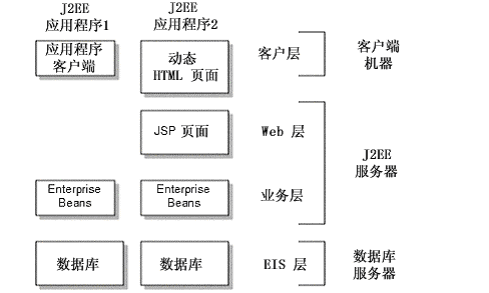 J2EE
应用程序1
J2EE
应用程序2
应用程序
客户端
动态
HTML 页面
客户层
客户端
机器
JSP 页面
Web 层
J2EE
服务器
Enterprise
Beans
Enterprise
Beans
业务层
数据库
数据库
EIS 层
数据库
服务器